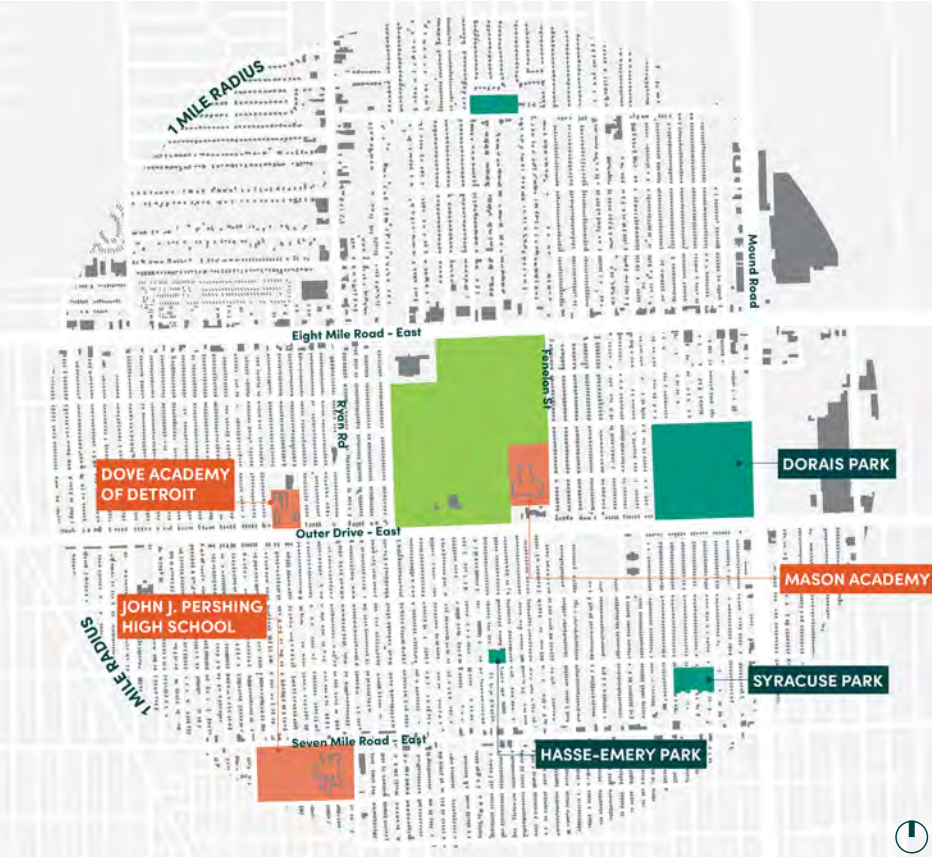 1 MILE RADIUS
Mound Road
Eight Mile Road - East
Fenelon St
Ryan Rd
DORAIS PARK
DOVE ACADEMY
OF DETROIT
Outer Drive - East
MASON ACADEMY
JOHN J. PERSHING
HIGH SCHOOL
1 MILE RADIUS
SYRACUSE PARK
Seven Mile Road - East
HASSE-EMERY PARK